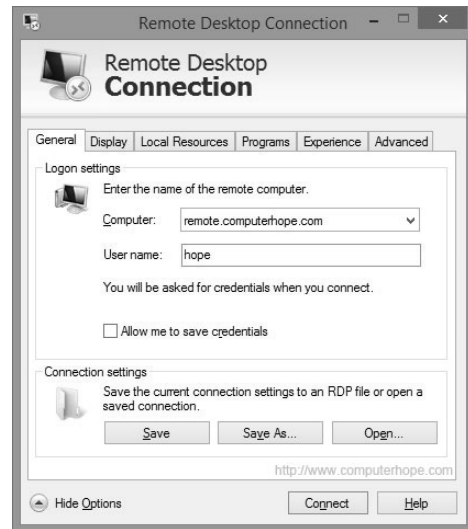 Remote Desktop Connection
Remote Desktop
Connection
General Display Local Resources Programs Experience Advanced
Logon settings
Enter the name of the remote computer.
Computer: remote.computerhope.com
User name: hope
You will be asked for credentials when you connect.
Allow me to save credentials
Connection settings
Save the current connection settings to an RDP file or open a
saved connection.
Save Save As... Open...
http://www.computerhope.com
Hide Options Connect Help